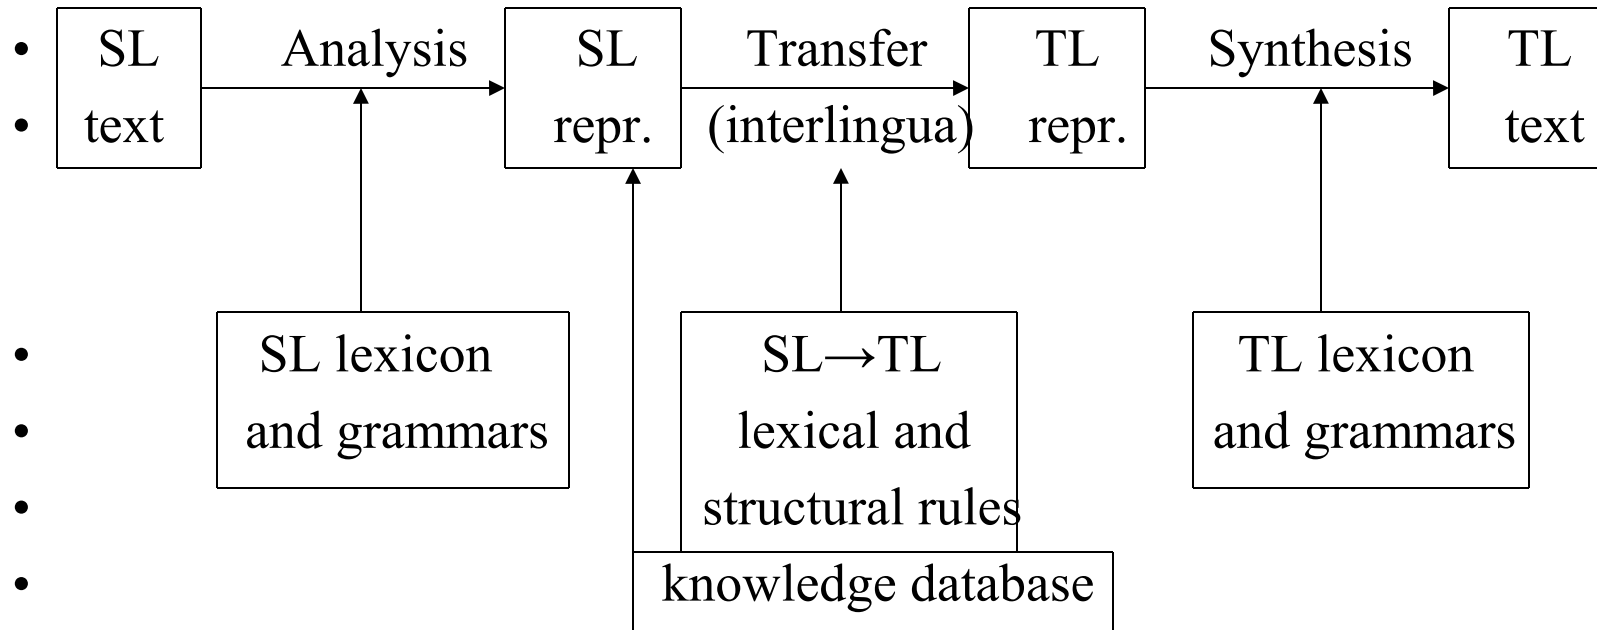 • SL Analysis SL Transfer TL Synthesis TL
• text repr. (interlingua) repr. text
• SL lexicon SL→TL TL lexicon
• and grammars lexical and and grammars
• structural rules
• knowledge database